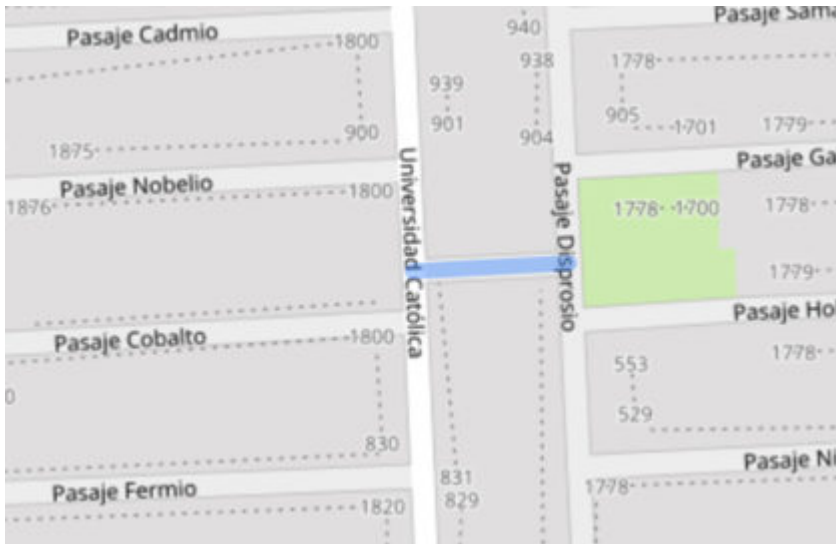 Pasaje Cadmio
1800
940
Pasaje Sam
939
938
1778
901
904
905
1701
1779
1875
900
Pasaje Nobelio
1800
1876
Universidad Católica
Pasaje Disprosio
Pasaje Ga
1778
1700
1778
1779
Pasaje Cobalto
1800
Pasaje Ho
553
1778
529
0
830
831
829
Pasaje Fermio
1820
Pasaje Ni
1778